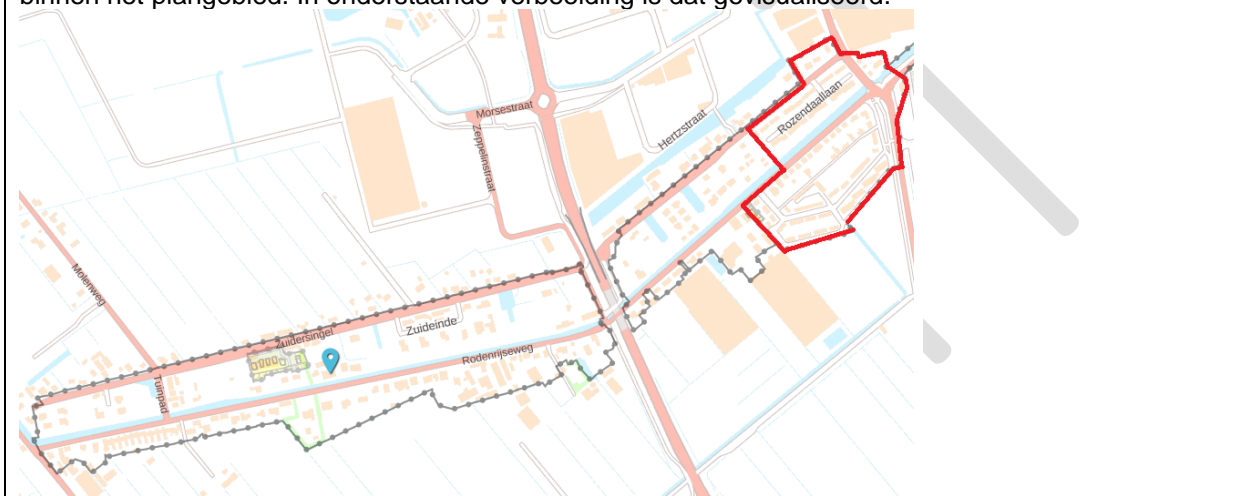 binnen het plangebied. In onderstaande verbeelding is dat gevisualiseerd.
Morsestraat
Zeppelinstraat
Hertzstraat
Rozendaallaan
Molenweg
Zuidersingel
Zuideinde
Rodenrijseweg
Tuinpad